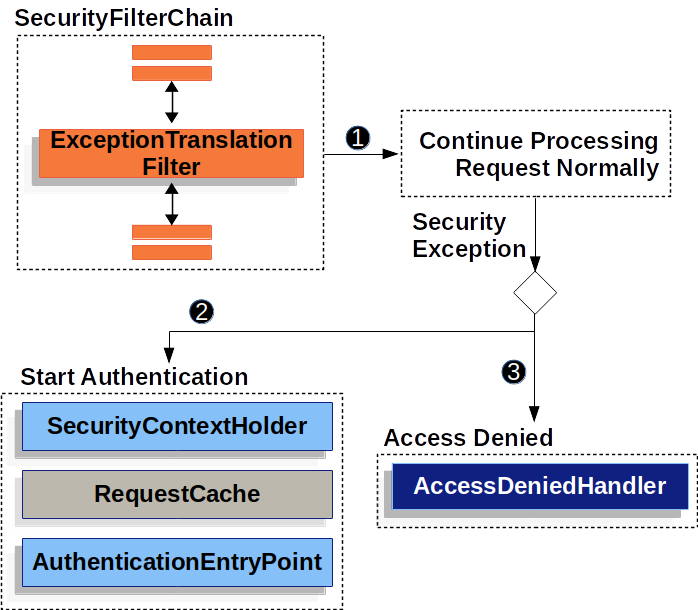 SecurityFilterChain
ExceptionTranslation
Filter
1
Continue Processing
Request Normally
Security
Exception
2
3
Start Authentication
SecurityContextHolder
RequestCache
AuthenticationEntryPoint
Access Denied
AccessDeniedHandler